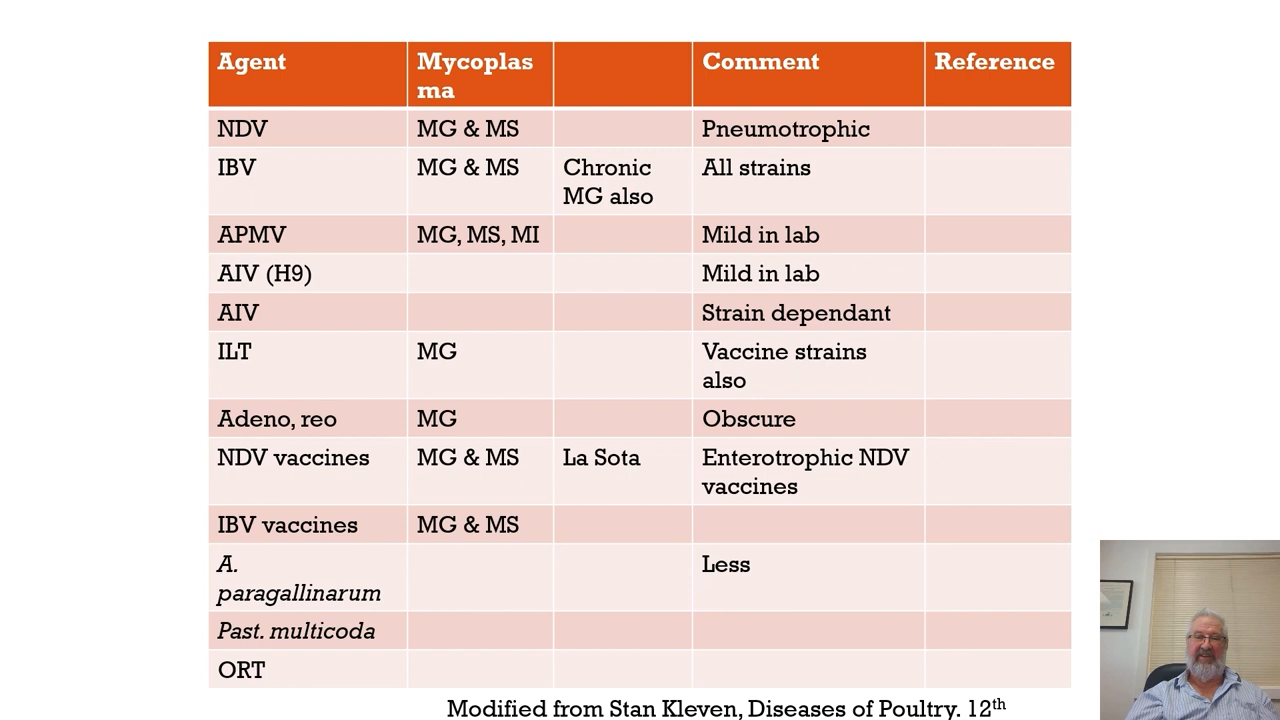 Agent Mycoplas Comment Reference
ma
NDV MG & MS Pneumotrophic
IBV MG & MS Chronic All strains
MG also
APMV MG, MS, MI Mild in lab
AIV (H9) Mild in lab
AIV Strain dependant
ILT MG Vaccine strains
also
Adeno, reo MG Obscure
NDV vaccines MG & MS La Sota Enterotrophic NDV
vaccines
IBV vaccines MG & MS
A. Less
paragallinarum
Past. multicoda
ORT
Modified from Stan Kleven, Diseases of Poultry. 12th